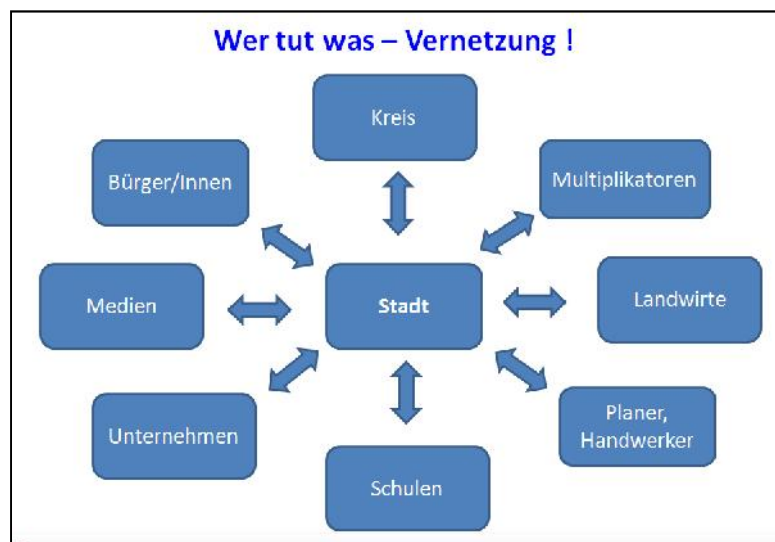 Wer tut was – Vernetzung !
Kreis
Bürger/Innen
Multiplikatoren
Medien
Stadt
Landwirte
Unternehmen
Planer,
Handwerker
Schulen